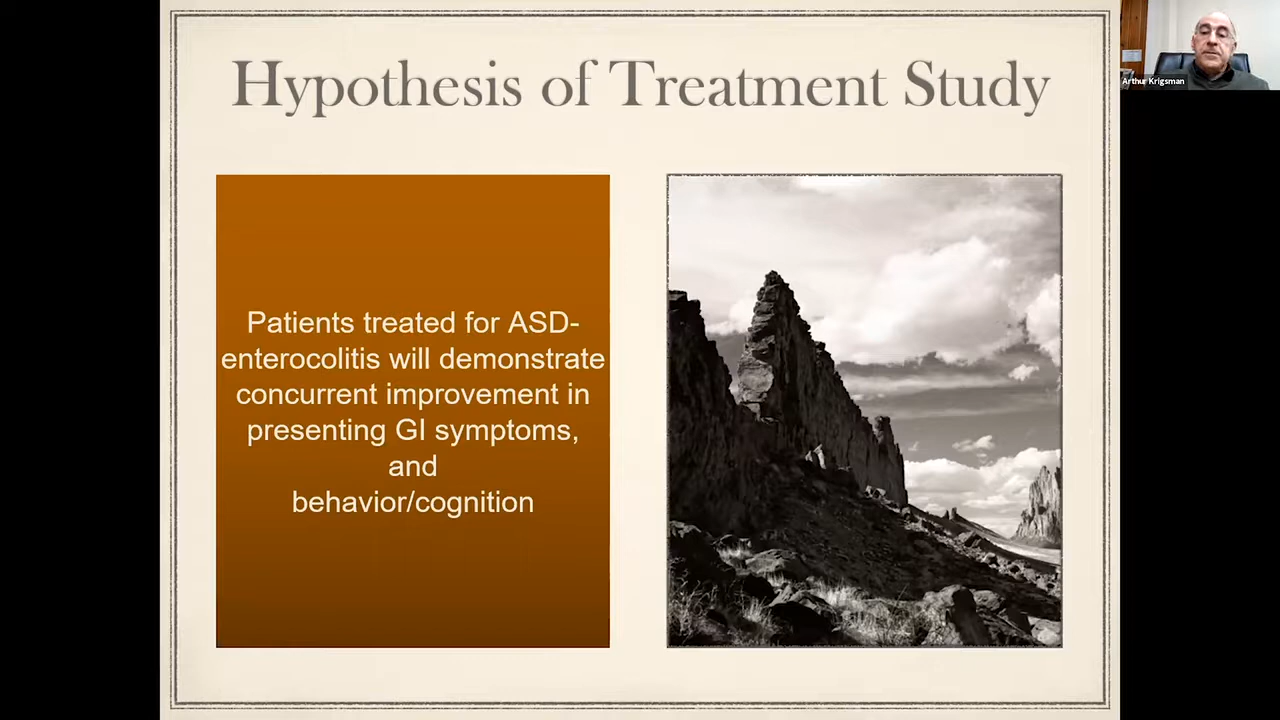 Hypothesis of Treatment Study
Arthur Krigsman
Patients treated for ASD-
enterocolitis will demonstrate
concurrent improvement in
presenting GI symptoms,
and
behavior/cognition